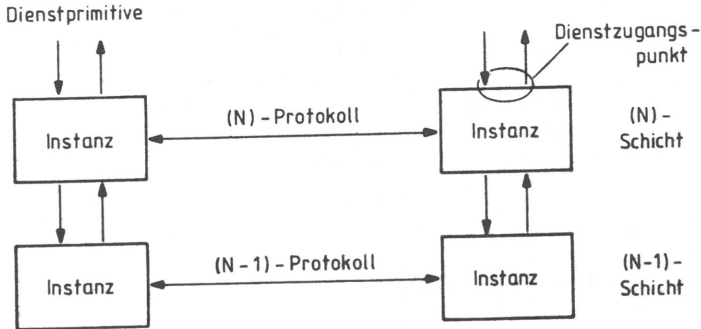 Dienstprimitive
Dienstzugangs-
punkt
(N)-Protokoll
(N)-
Schicht
Instanz
Instanz
(N-1)-Protokoll
(N-1)-
Schicht
Instanz
Instanz